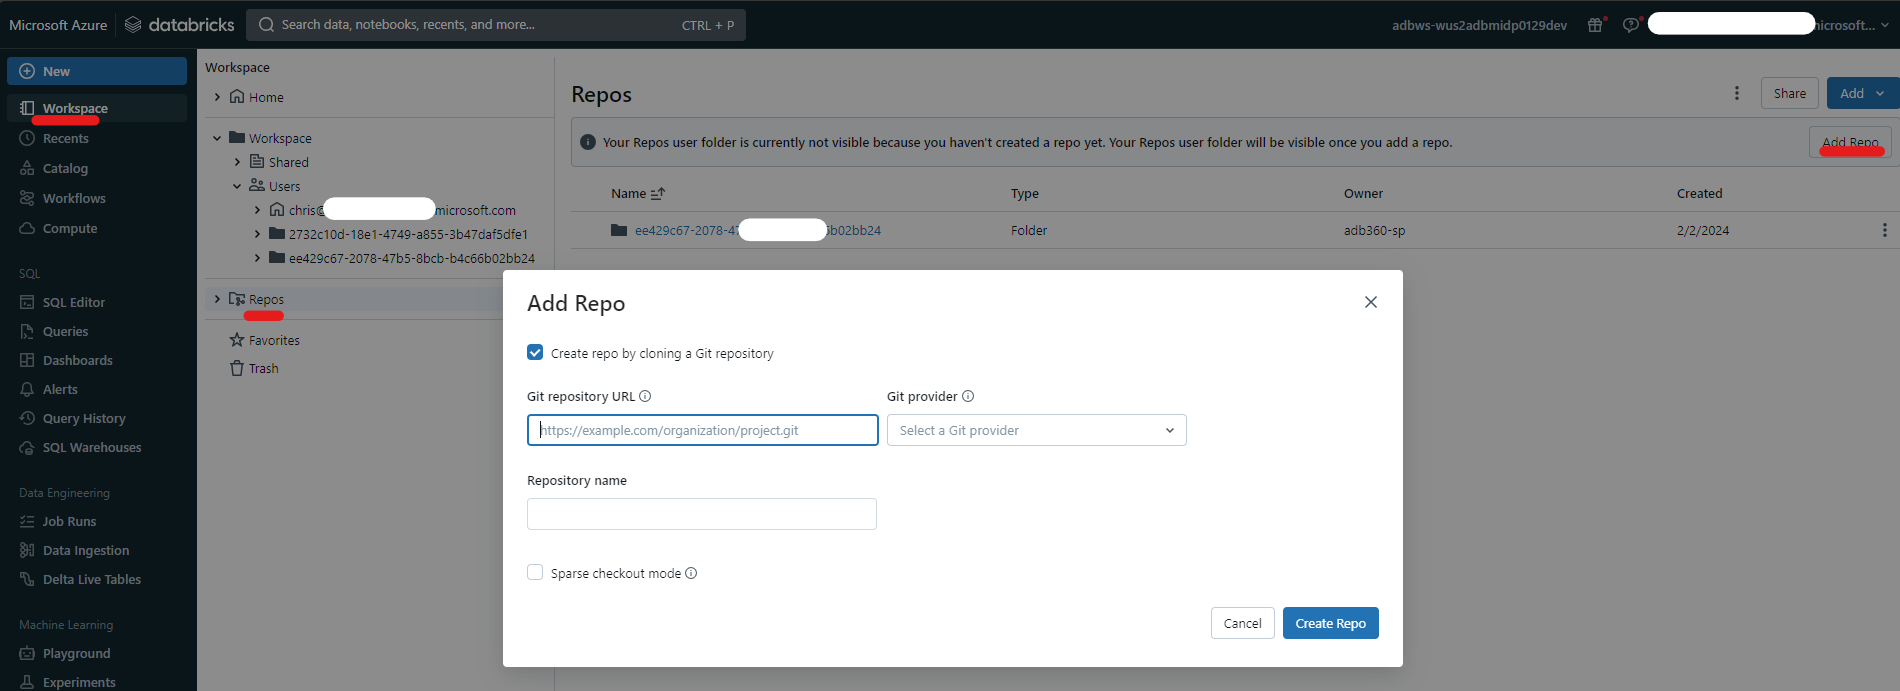 Microsoft Azure
databricks
Search data, notebooks, recents, and more...
CTRL + P
adbws-wus2adbmidp0129dev
icrosoft...
New
Workspace
Recents
Catalog
Workflows
Compute
SQL
SQL Editor
Queries
Dashboards
Alerts
Query History
SQL Warehouses
Data Engineering
Job Runs
Data Ingestion
Delta Live Tables
Machine Learning
Playground
Experiments
Workspace
Home
Workspace
Shared
Users
chris@ microsoft.com
2732c10d-18e1-4749-a855-3b47daf5dfe1
ee429c67-2078-47b5-8bcb-b4c66b02bb24
Repos
Favorites
Trash
Repos
Share
Add
Your Repos user folder is currently not visible because you haven't created a repo yet. Your Repos user folder will be visible once you add a repo.
Add Repo
Name
Type
Owner
Created
ee429c67-2078-47 6b02bb24
Folder
adb360-sp
2/2/2024
Add Repo
Create repo by cloning a Git repository
Git repository URL
Git provider
https://example.com/organization/project.git
Select a Git provider
Repository name
Sparse checkout mode
Cancel
Create Repo